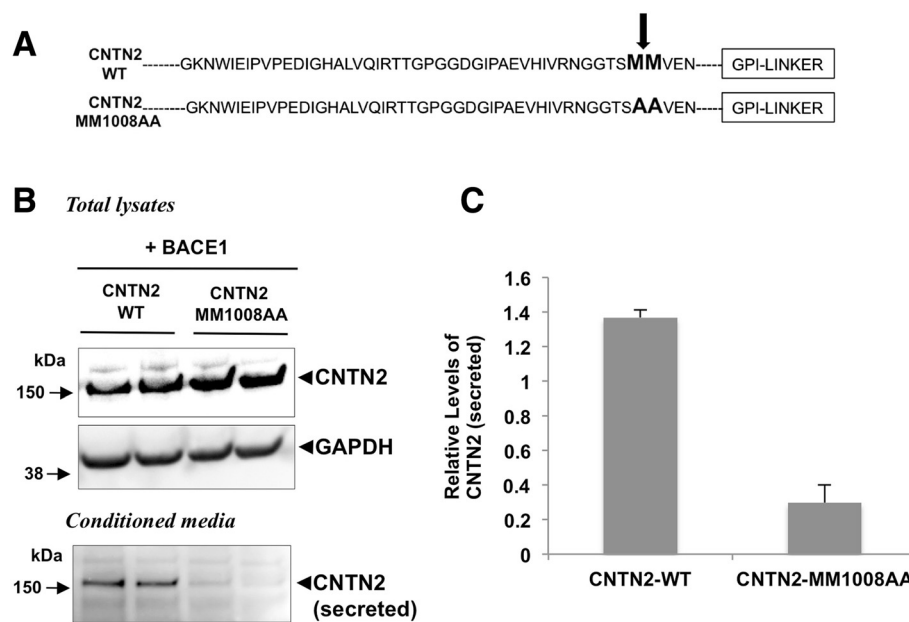 A
CNTN2
WT
-------GKNWIEIPVPEDIGHALVQIRTTGPGGDGIPAEVHIVRNGGTSMMVEN-----
GPI-LINKER
CNTN2
MM1008AA
-------GKNWIEIPVPEDIGHALVQIRTTGPGGDGIPAEVHIVRNGGTSAAVEN-----
GPI-LINKER
B
Total lysates
+ BACE1
CNTN2
WT
CNTN2
MM1008AA
kDa
150
CNTN2
GAPDH
38
Conditioned media
kDa
150
CNTN2
(secreted)
C
Relative Levels of
CNTN2 (secreted)
1.6
1.4
1.2
1
0.8
0.6
0.4
0.2
0
CNTN2-WT
CNTN2-MM1008AA